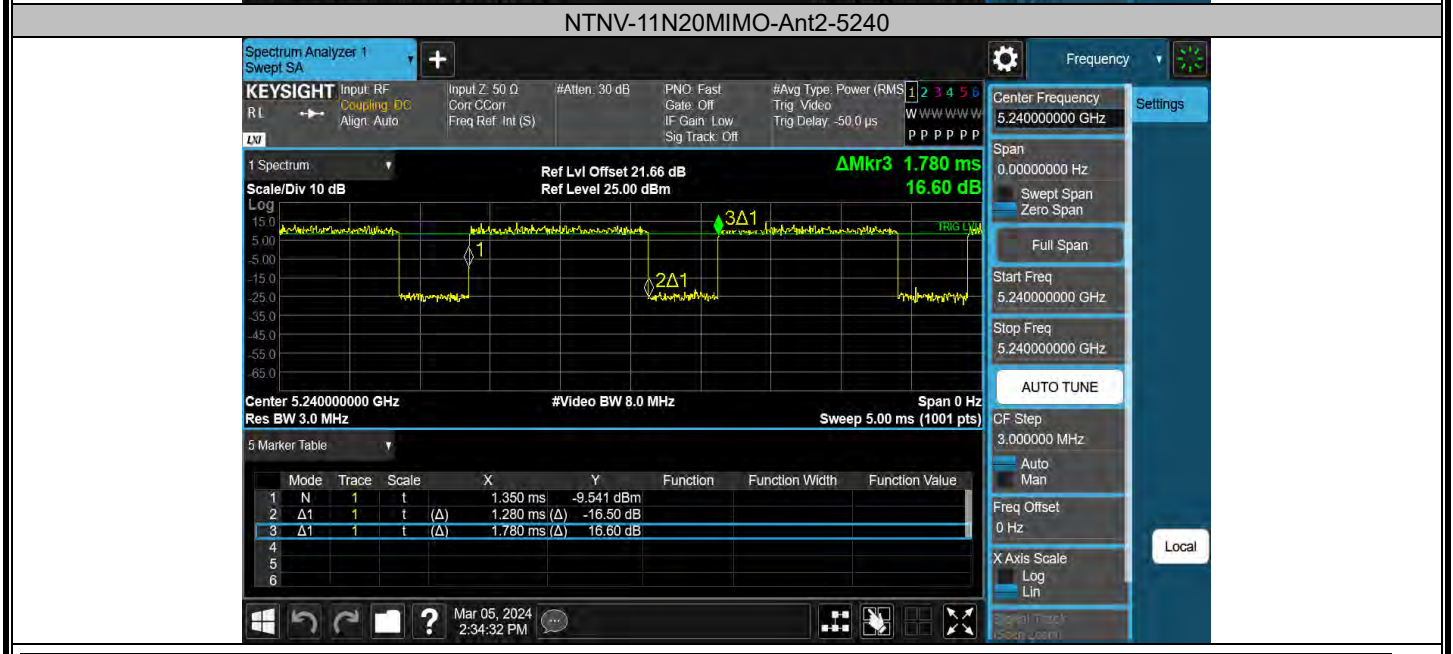 NTNV-11N20MIMO-Ant2-5240
Spectrum Analyzer 1
Swept SA
+
Frequency
KEYSIGHT
RL
LXI
Input: RF
Coupling: DC
Align: Auto
Input Z: 50 Ω
Corr CCorr
Freq Ref: Int (S)
#Atten: 30 dB
PNO: Fast
Gate: Off
IF Gain: Low
Sig Track: Off
#Avg Type: Power (RMS
Trig: Video
Trig Delay: -50.0 µs
1 2 3 4 5 6
W W W W W W
P P P P P P
1 Spectrum
Scale/Div 10 dB
Log
Ref Lvl Offset 21.66 dB
Ref Level 25.00 dBm
ΔMkr3 1.780 ms
16.60 dB
15.0
5.00
-5.00
-15.0
-25.0
-35.0
-45.0
-55.0
-65.0
1
2Δ1
3Δ1
Center 5.240000000 GHz
Res BW 3.0 MHz
#Video BW 8.0 MHz
Span 0 Hz
Sweep 5.00 ms (1001 pts)
5 Marker Table
Mode Trace Scale X Y Function Function Width Function Value
1 N 1 t 1.350 ms -9.541 dBm
2 Δ1 1 t (Δ) 1.280 ms (Δ) -16.50 dB
3 Δ1 1 t (Δ) 1.780 ms (Δ) 16.60 dB
4
5
6
?
Mar 05, 2024
2:34:32 PM
Center Frequency
5.240000000 GHz
Settings
Span
0.00000000 Hz
Swept Span
Zero Span
Full Span
Start Freq
5.240000000 GHz
Stop Freq
5.240000000 GHz
AUTO TUNE
CF Step
3.000000 MHz
Auto
Man
Freq Offset
0 Hz
X Axis Scale
Log
Lin
Local